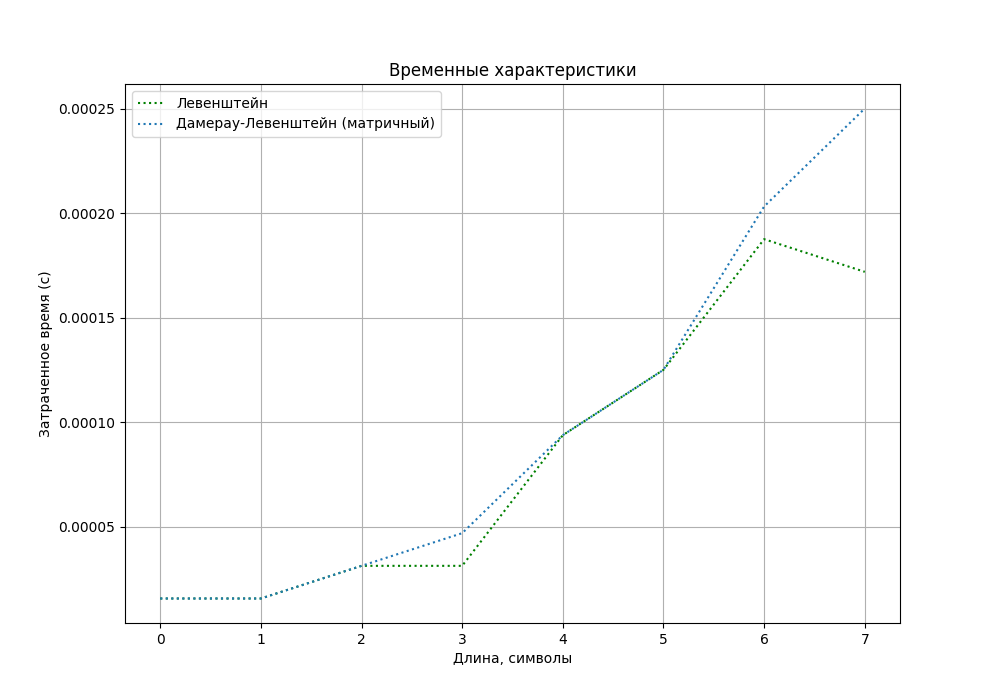 Временные характеристики
Левенштейн
Дамерау-Левенштейн (матричный)
0.00025
0.00020
0.00015
0.00010
0.00005
Затраченное время (с)
0 1 2 3 4 5 6 7
Длина, символы